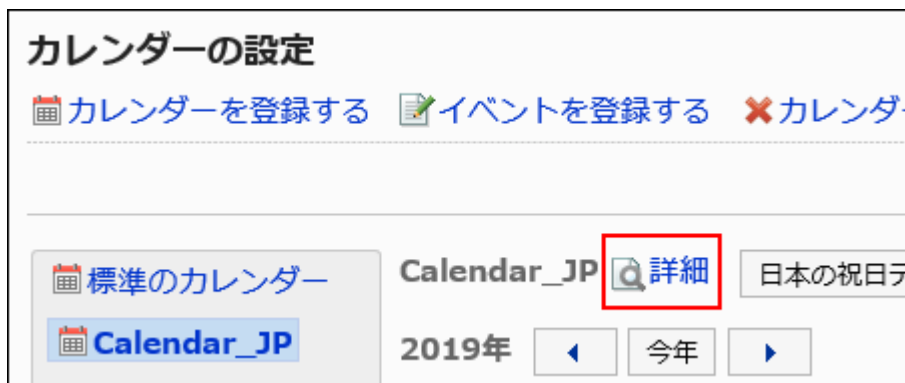 カレンダーの設定
カレンダーを登録する イベントを登録する カレンダ
標準のカレンダー
Calendar_JP
Calendar_JP 詳細 日本の祝日デ
2019年 今年